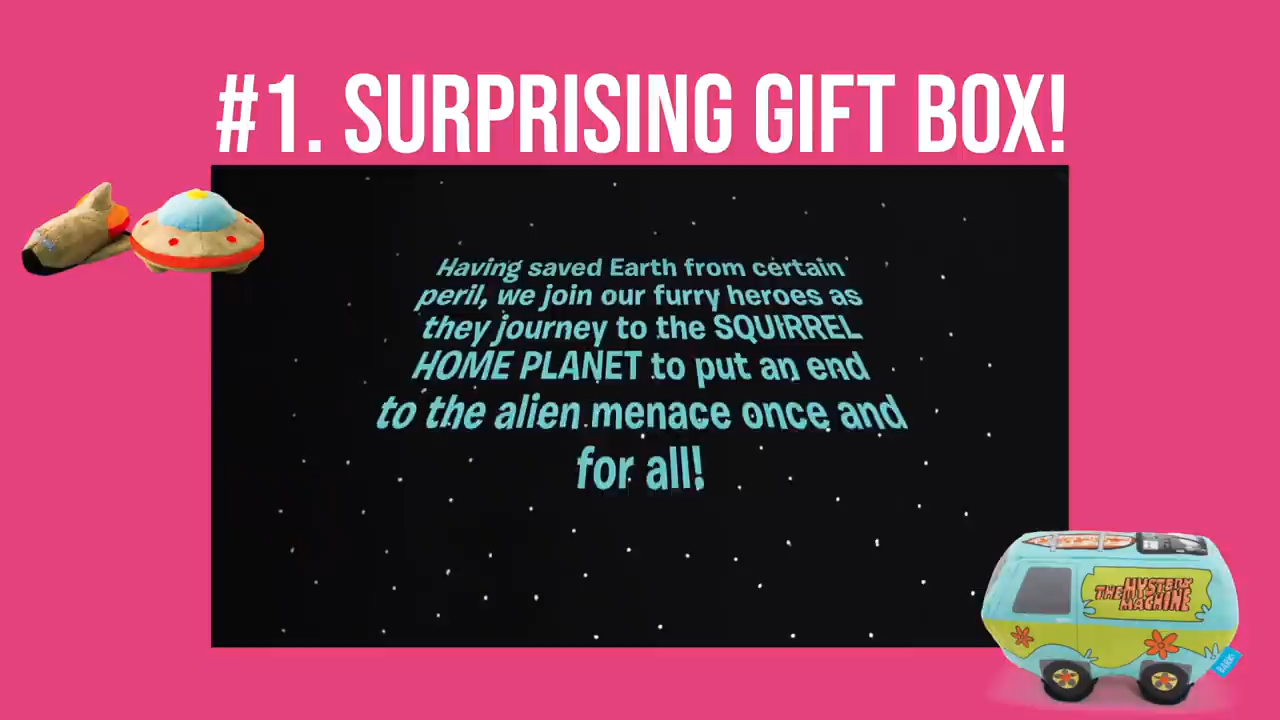 #1. SURPRISING GIFT BOX!
Having saved Earth from certain
peril, we join our furry heroes as
they journey to the SQUIRREL
HOME PLANET to put an end
to the alien menace once and
for all!
THE MYSTERY
MACHINE
BARK